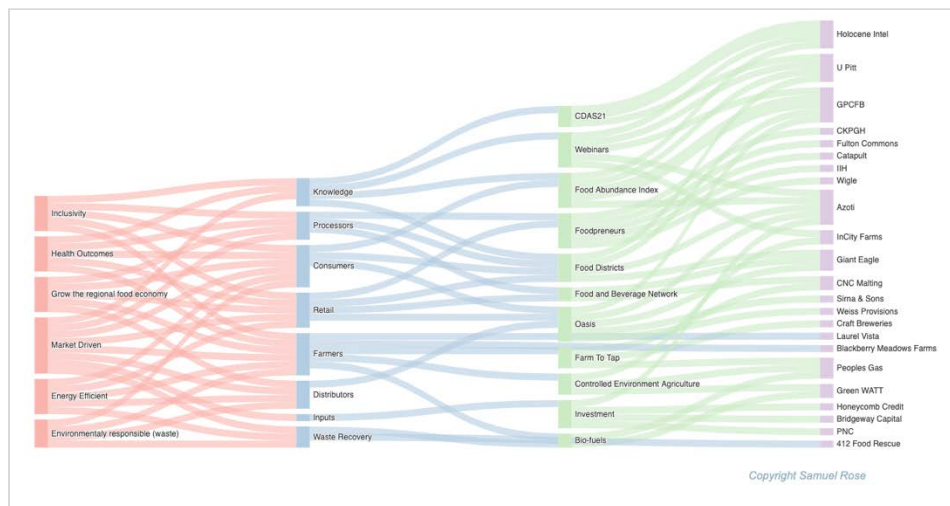 Inclusivity
Health Outcomes
Grow the regional food economy
Market Driven
Energy Efficient
Environmentaly responsible (waste)
Knowledge
Processors
Consumers
Retail
Farmers
Distributors
Inputs
Waste Recovery
CDAS21
Webinars
Food Abundance Index
Foodpreneurs
Food Districts
Food and Beverage Network
Oasis
Farm To Tap
Controlled Environment Agriculture
Investment
Bio-fuels
Holocene Intel
U Pitt
GPCFB
CKPGH
Fulton Commons
Catapult
IIH
Wigle
Azoti
InCity Farms
Giant Eagle
CNC Malting
Sirna & Sons
Weiss Provisions
Craft Breweries
Laurel Vista
Blackberry Meadows Farms
Peoples Gas
Green WATT
Honeycomb Credit
Bridgeway Capital
PNC
412 Food Rescue
Copyright Samuel Rose